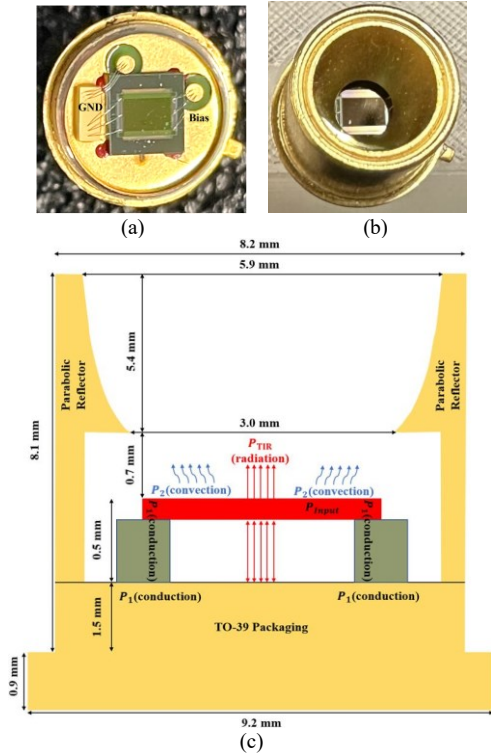 GND
Bias
(a)
(b)
8.2 mm
5.9 mm
Parabolic
Reflector
5.4 mm
Parabolic
Reflector
8.1 mm
3.0 mm
0.7 mm
P_TIR
(radiation)
P₂(convection)
P₂(convection)
P_Input
P₁(conduction)
P₁(conduction)
0.5 mm
P₁(conduction)
P₁(conduction)
1.5 mm
TO-39 Packaging
0.9 mm
9.2 mm
(c)